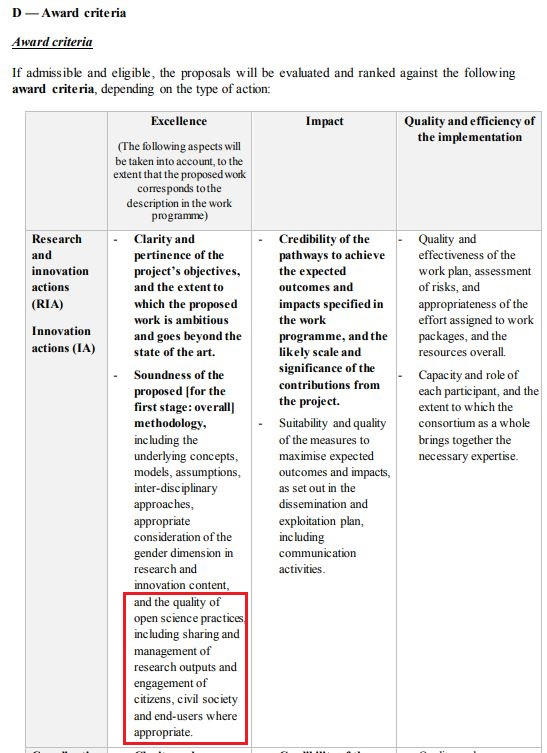 D — Award criteria
Award criteria
If admissible and eligible, the proposals will be evaluated and ranked against the following
award criteria, depending on the type of action:
Excellence
(The following aspects will
be taken into account, to the
extent that the proposed work
corresponds to the
description in the work
programme)
Impact
Quality and efficiency of
the implementation
Research
and
innovation
actions
(RIA)
Innovation
actions (IA)
- Clarity and
pertinence of the
project's objectives,
and the extent to
which the proposed
work is ambitious
and goes beyond the
state of the art.
- Soundness of the
proposed [for the
first stage: overall]
methodology,
including the
underlying concepts,
models, assumptions,
inter-disciplinary
approaches,
appropriate
consideration of the
gender dimension in
research and
innovation content,
and the quality of
open science practices,
including sharing and
management of
research outputs and
engagement of
citizens, civil society
and end-users where
appropriate.
- Credibility of the
pathways to achieve
the expected
outcomes and
impacts specified in
the work
programme, and the
likely scale and
significance of the
contributions from
the project.
- Suitability and quality
of the measures to
maximise expected
outcomes and impacts,
as set out in the
dissemination and
exploitation plan,
including
communication
activities.
- Quality and
effectiveness of the
work plan, assessment
of risks, and
appropriateness of the
effort assigned to work
packages, and the
resources overall.
- Capacity and role of
each participant, and the
extent to which the
consortium as a whole
brings together the
necessary expertise.